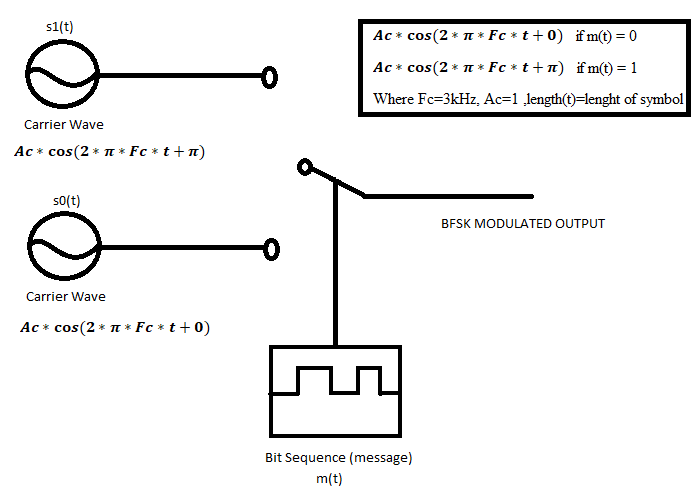 s1(t)
Ac * cos(2 * π * Fc * t + 0) if m(t) = 0
Ac * cos(2 * π * Fc * t + π) if m(t) = 1
Where Fc=3kHz, Ac=1 ,length(t)=lenght of symbol
Carrier Wave
Ac * cos(2 * π * Fc * t + π)
s0(t)
BFSK MODULATED OUTPUT
Carrier Wave
Ac * cos(2 * π * Fc * t + 0)
Bit Sequence (message)
m(t)